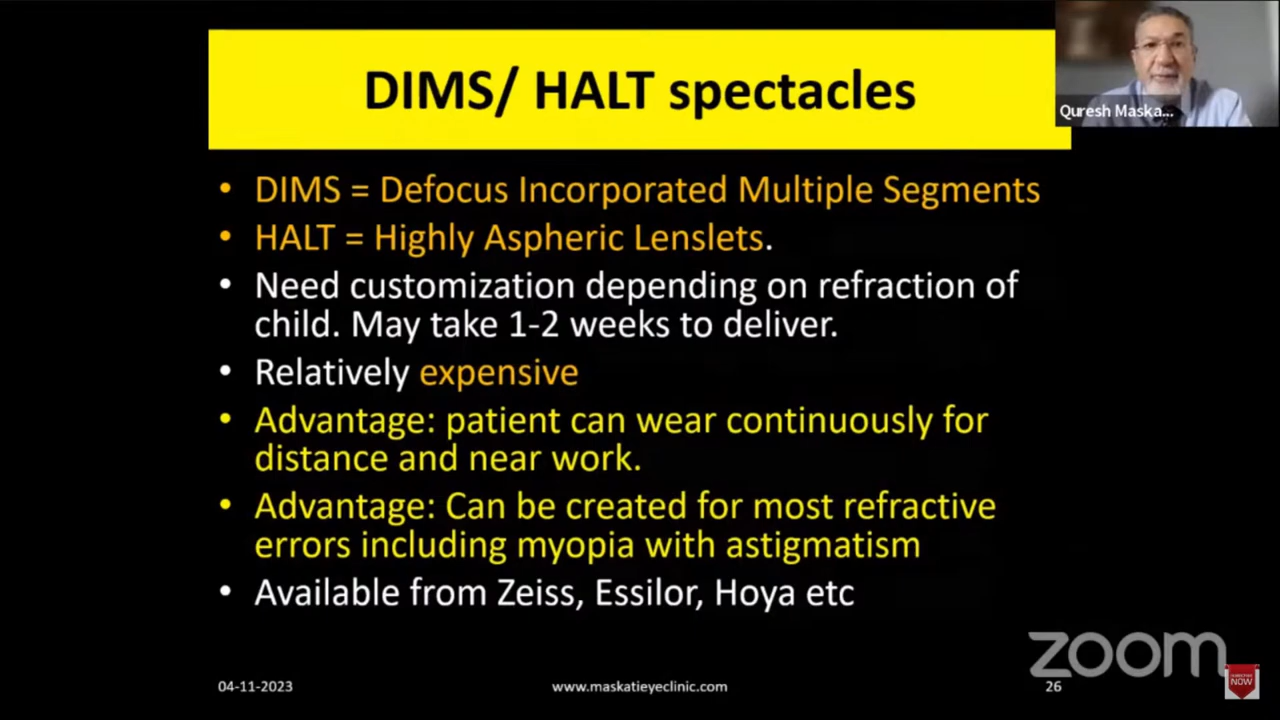 DIMS/ HALT spectacles
Quresh Maska...
• DIMS = Defocus Incorporated Multiple Segments
• HALT = Highly Aspheric Lenslets.
• Need customization depending on refraction of
child. May take 1-2 weeks to deliver.
• Relatively expensive
• Advantage: patient can wear continuously for
distance and near work.
• Advantage: Can be created for most refractive
errors including myopia with astigmatism
• Available from Zeiss, Essilor, Hoya etc
zoom
04-11-2023
www.maskatieyeclinic.com
26
NOW